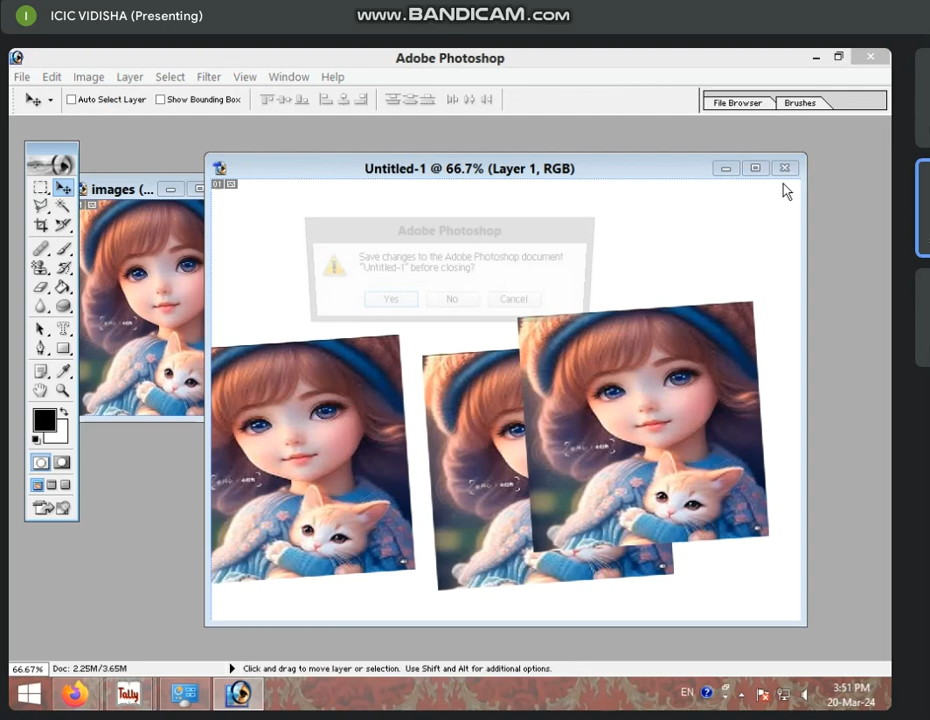 I ICIC VIDISHA (Presenting)
www.BANDICAM.com
Adobe Photoshop
File Edit Image Layer Select Filter View Window Help
Auto Select Layer Show Bounding Box
File Browser Brushes
Untitled-1 @ 66.7% (Layer 1, RGB)
images (...
Adobe Photoshop
Save changes to the Adobe Photoshop document
"Untitled-1" before closing?
Yes No Cancel
66.67% Doc: 2.25M/3.65M Click and drag to move layer or selection. Use Shift and Alt for additional options.
Tally
EN
3:51 PM
20-Mar-24